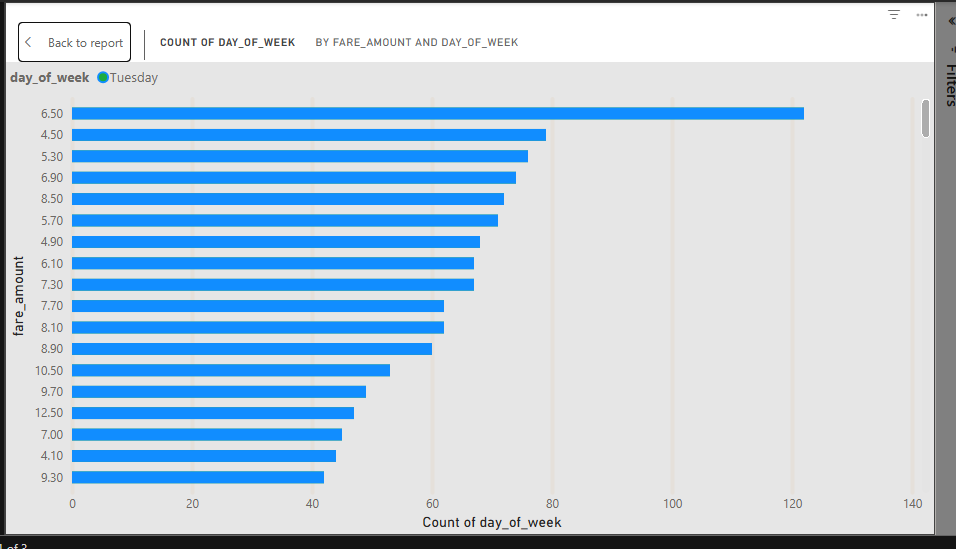 Back to report
COUNT OF DAY_OF_WEEK
BY FARE_AMOUNT AND DAY_OF_WEEK
Filters
day_of_week Tuesday
fare_amount
6.50
4.50
5.30
6.90
8.50
5.70
4.90
6.10
7.30
7.70
8.10
8.90
10.50
9.70
12.50
7.00
4.10
9.30
0 20 40 60 80 100 120 140
Count of day_of_week
of 3